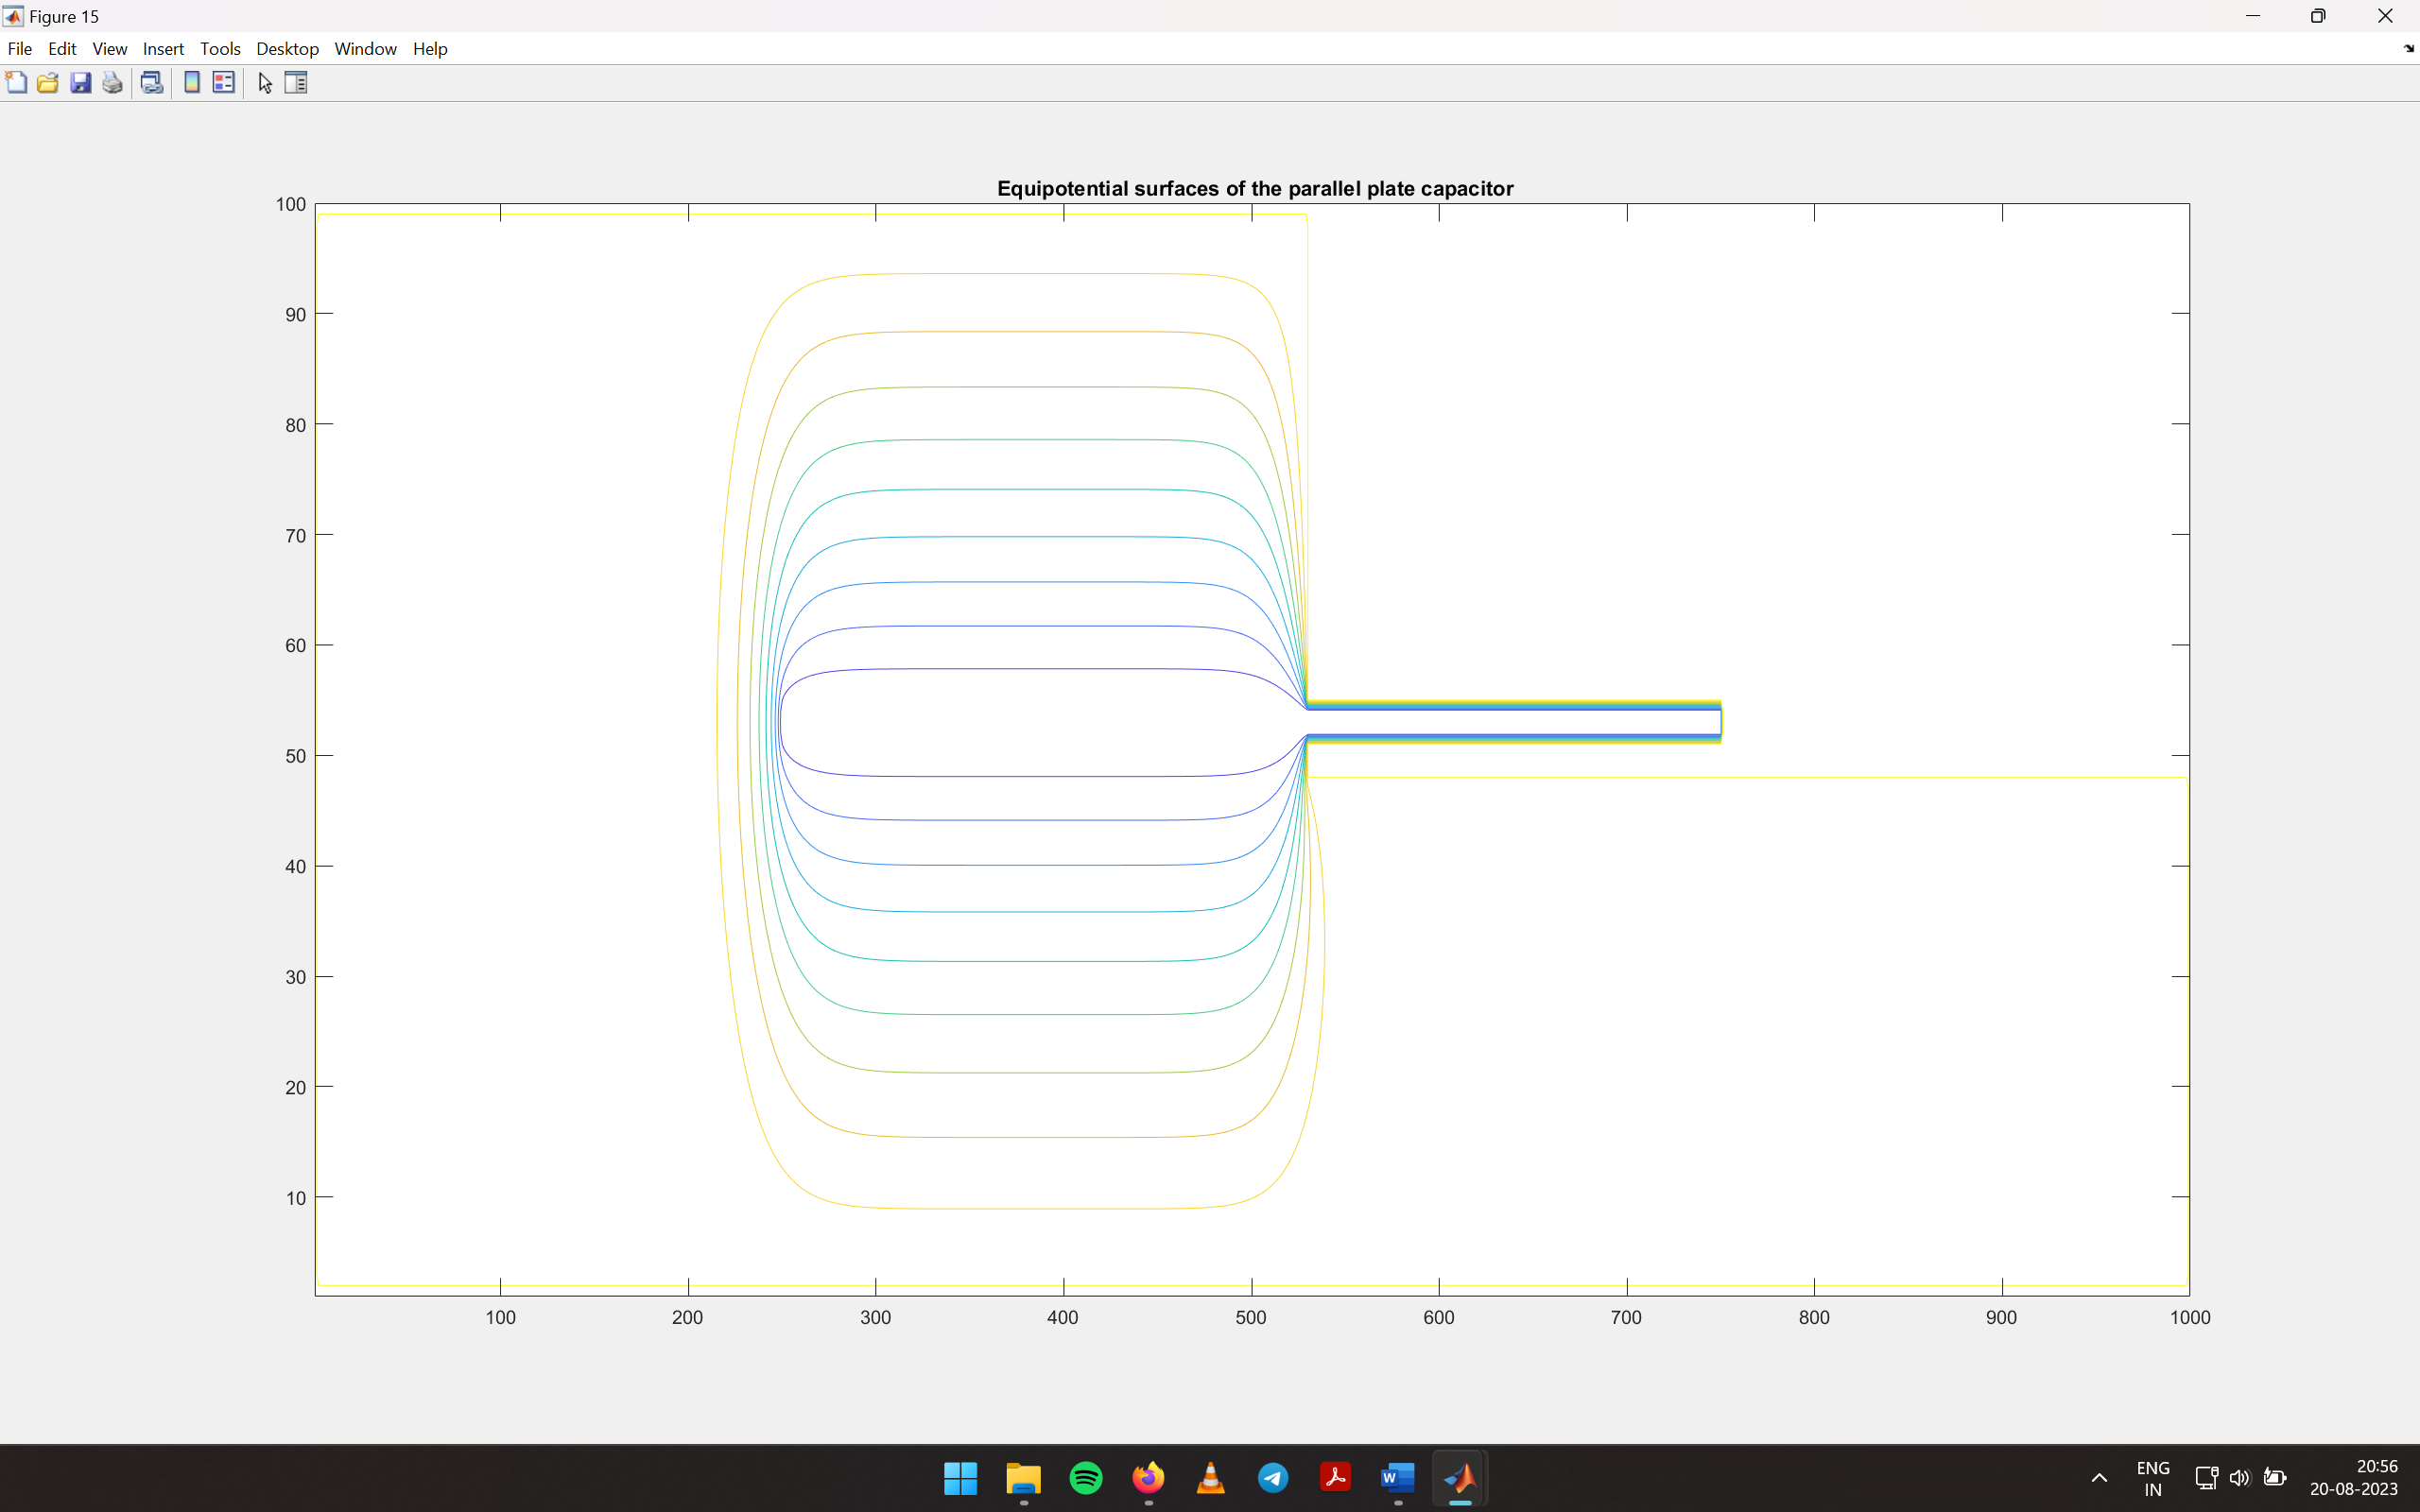 Figure 15
File Edit View Insert Tools Desktop Window Help
Equipotential surfaces of the parallel plate capacitor
100
90
80
70
60
50
40
30
20
10
100 200 300 400 500 600 700 800 900 1000
W
ENG
IN
20:56
20-08-2023